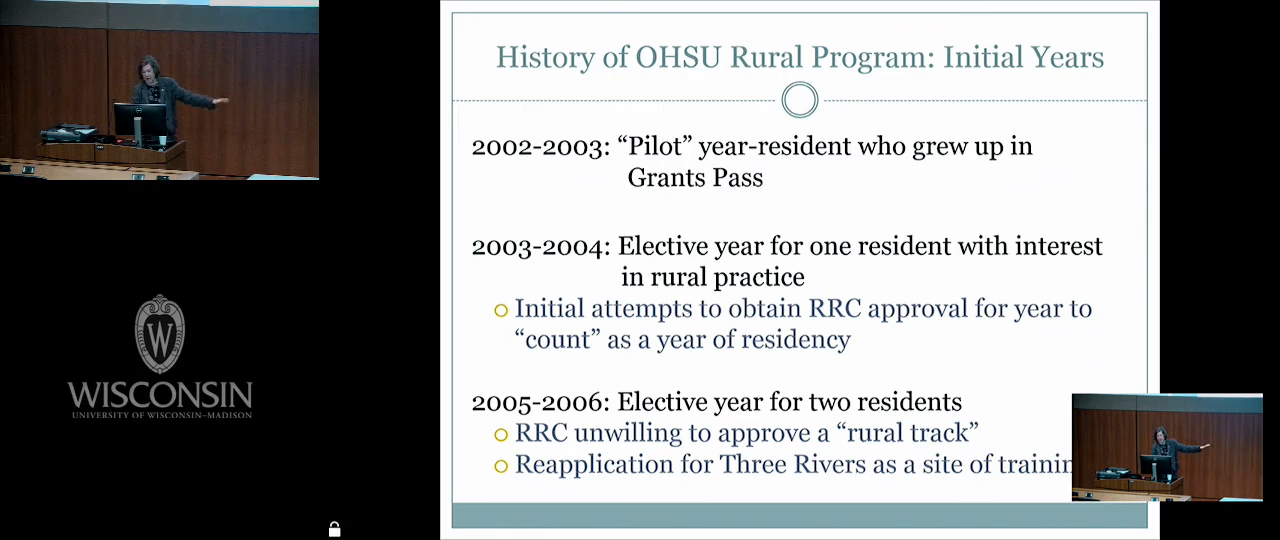 History of OHSU Rural Program: Initial Years
2002-2003: “Pilot” year-resident who grew up in
Grants Pass
2003-2004: Elective year for one resident with interest
in rural practice
Initial attempts to obtain RRC approval for year to
“count” as a year of residency
2005-2006: Elective year for two residents
RRC unwilling to approve a “rural track”
Reapplication for Three Rivers as a site of trainin
W
WISCONSIN
UNIVERSITY OF WISCONSIN–MADISON